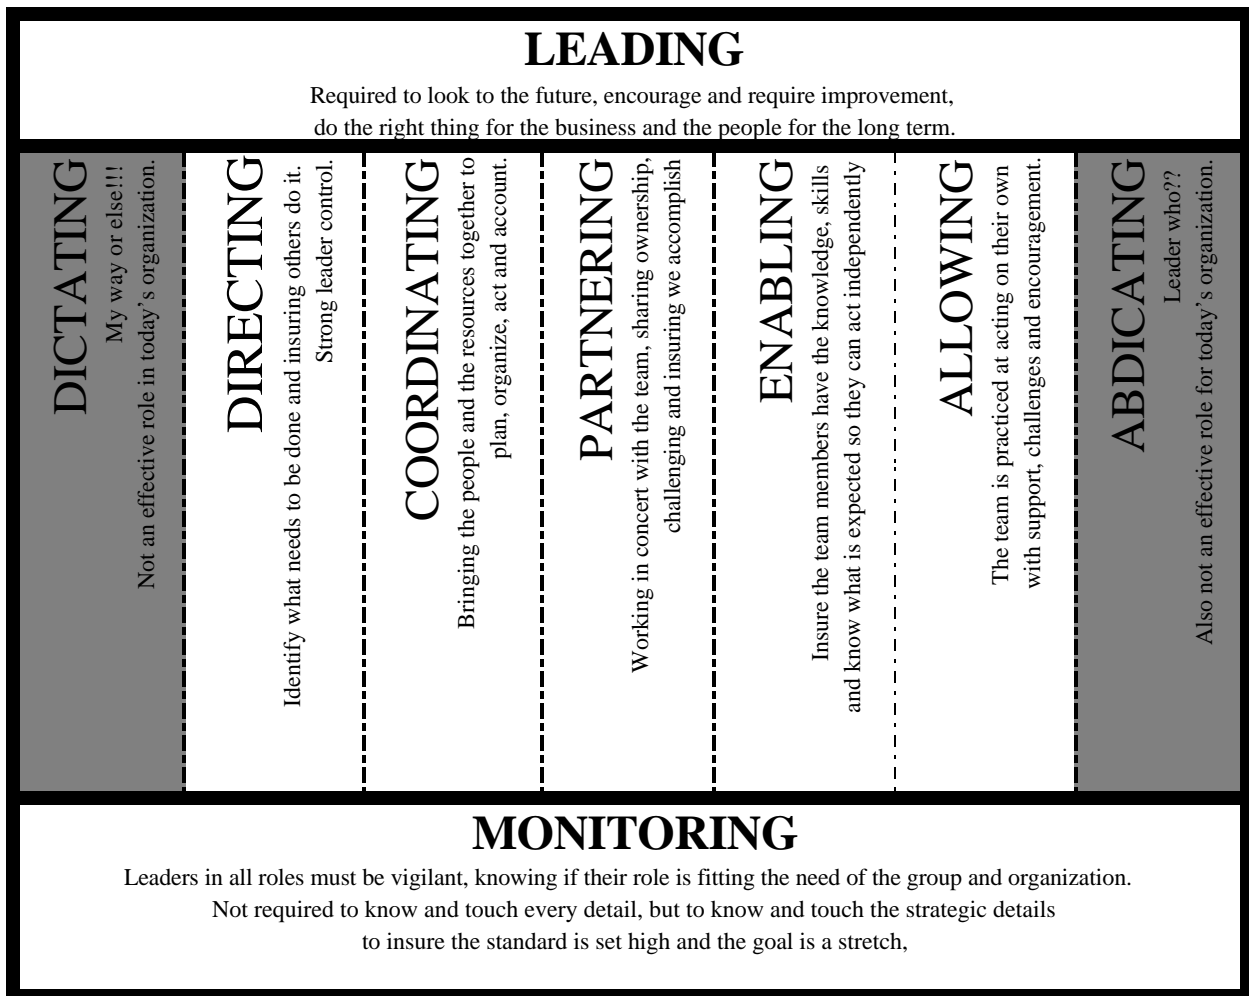 LEADING
Required to look to the future, encourage and require improvement,
do the right thing for the business and the people for the long term.
DICTATING
My way or else!!!
Not an effective role in today’s organization.
DIRECTING
Identify what needs to be done and insuring others do it.
Strong leader control.
COORDINATING
Bringing the people and the resources together to
plan, organize, act and account.
PARTNERING
Working in concert with the team, sharing ownership,
challenging and insuring we accomplish
ENABLING
Insure the team members have the knowledge, skills
and know what is expected so they can act independently
ALLOWING
The team is practiced at acting on their own
with support, challenges and encouragement.
ABDICATING
Leader who??
Also not an effective role for today’s organization.
MONITORING
Leaders in all roles must be vigilant, knowing if their role is fitting the need of the group and organization.
Not required to know and touch every detail, but to know and touch the strategic details
to insure the standard is set high and the goal is a stretch,